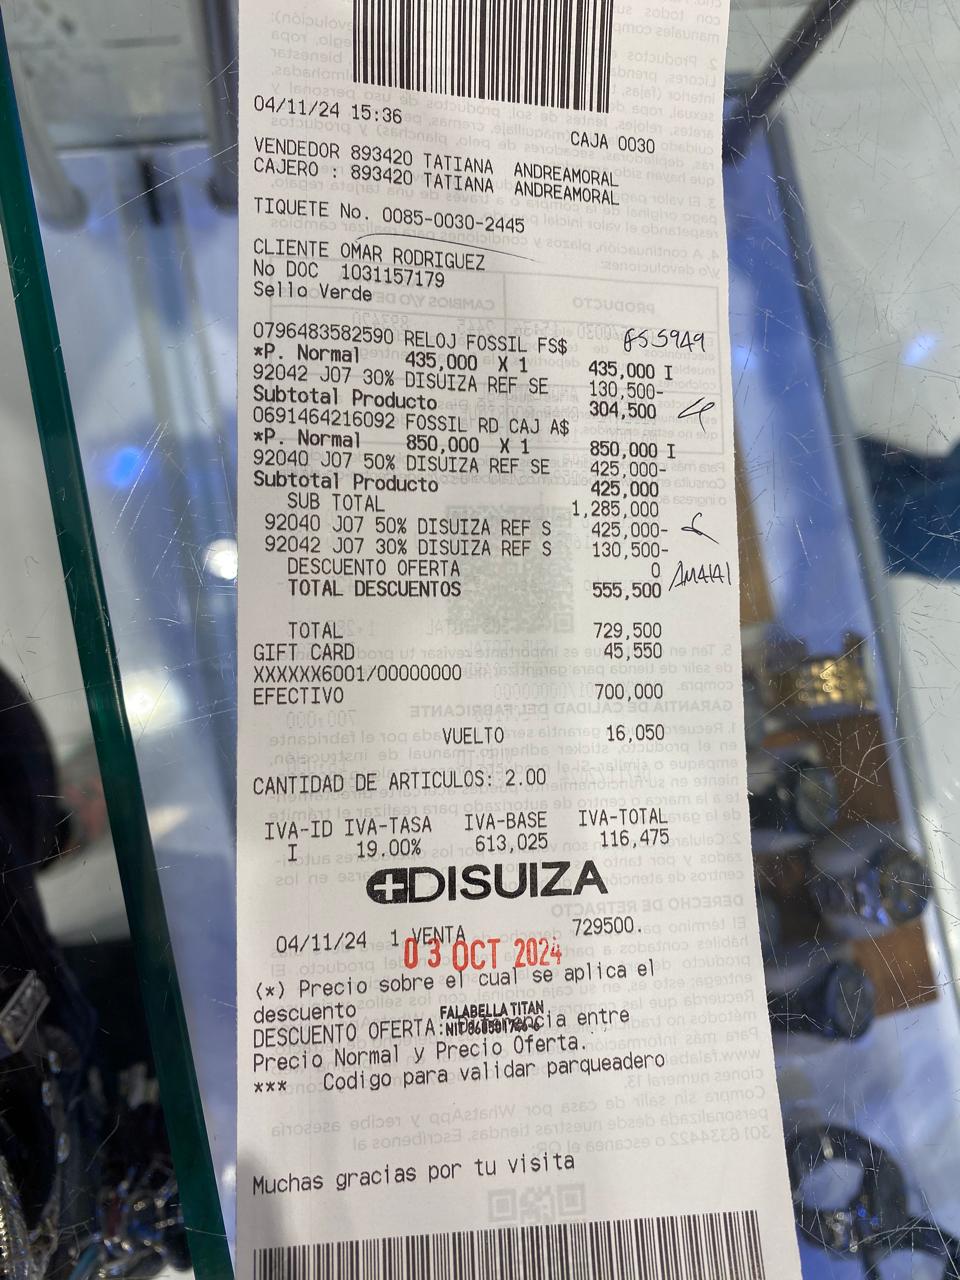 04/11/24 15:36
CAJA 0030
VENDEDOR 893420 TATIANA ANDREAMORAL
CAJERO : 893420 TATIANA ANDREAMORAL
TIQUETE No. 0085-0030-2445
CLIENTE OMAR RODRIGUEZ
No DOC 1031157179
Sello Verde
0796483582590 RELOJ FOSSIL FS$
FS5949
*P. Normal 435,000 X 1 435,000 I
92042 J07 30% DISUIZA REF SE 130,500-
Subtotal Producto 304,500
0691464216092 FOSSIL RD CAJ A$
*P. Normal 850,000 X 1 850,000 I
92040 J07 50% DISUIZA REF SE 425,000-
Subtotal Producto 425,000
SUB TOTAL 1,285,000
92040 J07 50% DISUIZA REF S 425,000-
92042 J07 30% DISUIZA REF S 130,500-
DESCUENTO OFERTA 0
TOTAL DESCUENTOS 555,500
TOTAL 729,500
GIFT CARD 45,550
XXXXXX6001/00000000
EFECTIVO 700,000
VUELTO 16,050
CANTIDAD DE ARTICULOS: 2.00
IVA-ID IVA-TASA IVA-BASE IVA-TOTAL
I 19.00% 613,025 116,475
DISUIZA
04/11/24 1 VENTA 729500.
03 OCT 2024
(*) Precio sobre el cual se aplica el
descuento
FALABELLA TITAN
DESCUENTO OFERTA: entre
Precio Normal y Precio Oferta.
*** Codigo para validar parqueadero
Muchas gracias por tu visita